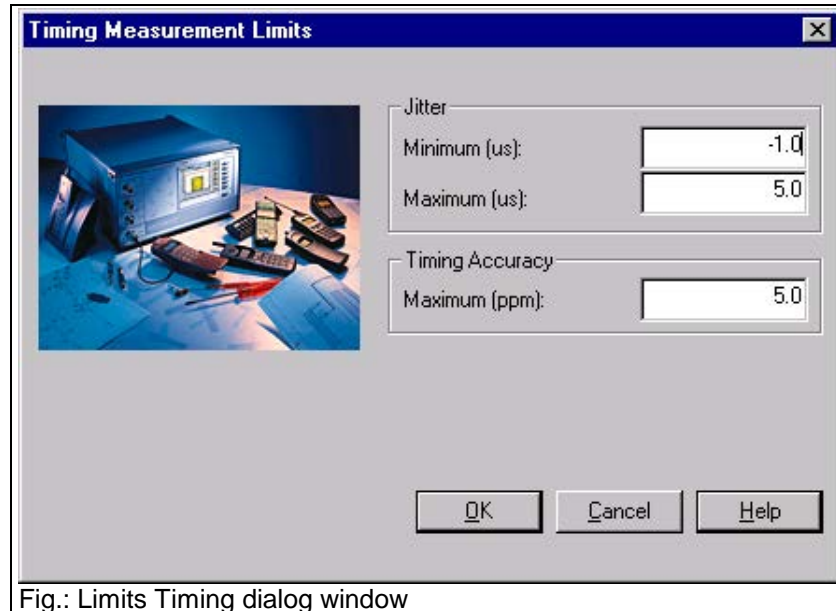 Timing Measurement Limits
Jitter
Minimum (us): -1.0
Maximum (us): 5.0
Timing Accuracy
Maximum (ppm): 5.0
OK Cancel Help
Fig.: Limits Timing dialog window